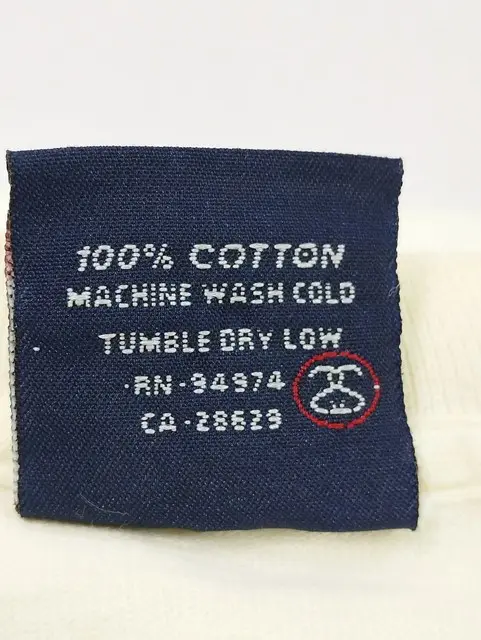 100% COTTON
MACHINE WASH COLD
TUMBLE DRY LOW
RN-94974
CA-28629